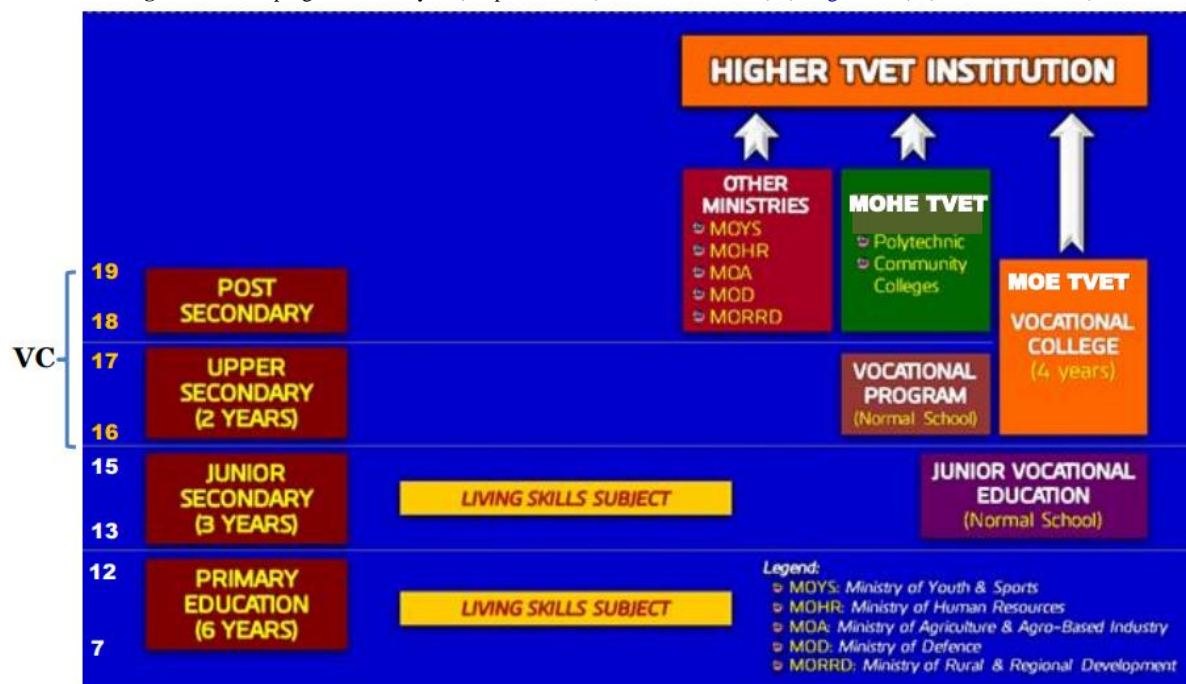 HIGHER TVET INSTITUTION
OTHER
MINISTRIES
MOYS
MOHR
MOA
MOD
MORRD
MOHE TVET
Polytechnic
Community
Colleges
MOE TVET
VOCATIONAL
COLLEGE
(4 years)
VC
19
18
POST
SECONDARY
17
16
UPPER
SECONDARY
(2 YEARS)
VOCATIONAL
PROGRAM
(Normal School)
15
13
JUNIOR
SECONDARY
(3 YEARS)
LIVING SKILLS SUBJECT
JUNIOR VOCATIONAL
EDUCATION
(Normal School)
12
7
PRIMARY
EDUCATION
(6 YEARS)
LIVING SKILLS SUBJECT
Legend:
MOYS: Ministry of Youth & Sports
MOHR: Ministry of Human Resources
MOA: Ministry of Agriculture & Agro-Based Industry
MOD: Ministry of Defence
MORRD: Ministry of Rural & Regional Development